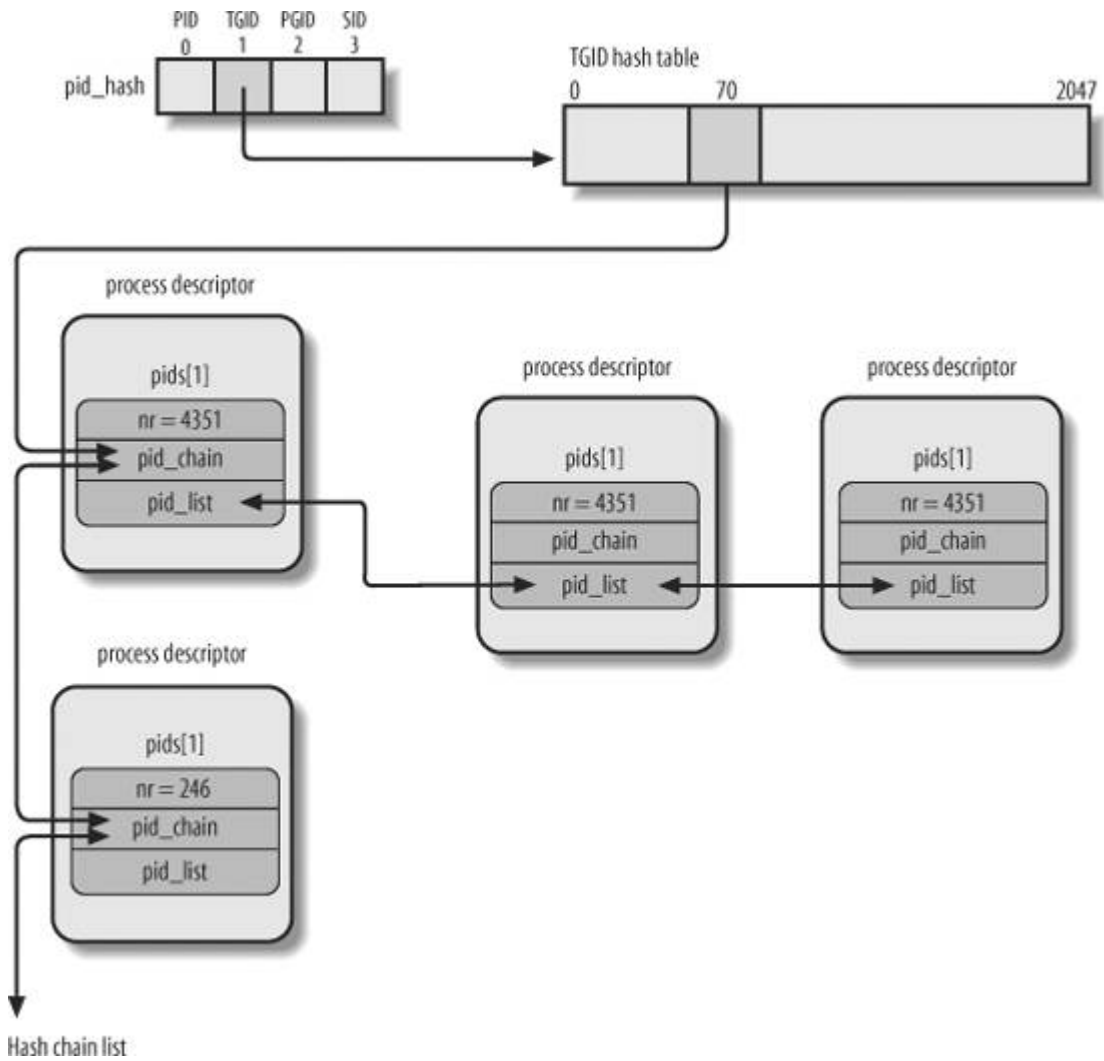 PID TGID PGID SID
0 1 2 3
pid_hash
TGID hash table
0 70 2047
process descriptor
pids[1]
nr = 4351
pid_chain
pid_list
process descriptor
pids[1]
nr = 4351
pid_chain
pid_list
process descriptor
pids[1]
nr = 4351
pid_chain
pid_list
process descriptor
pids[1]
nr = 246
pid_chain
pid_list
Hash chain list